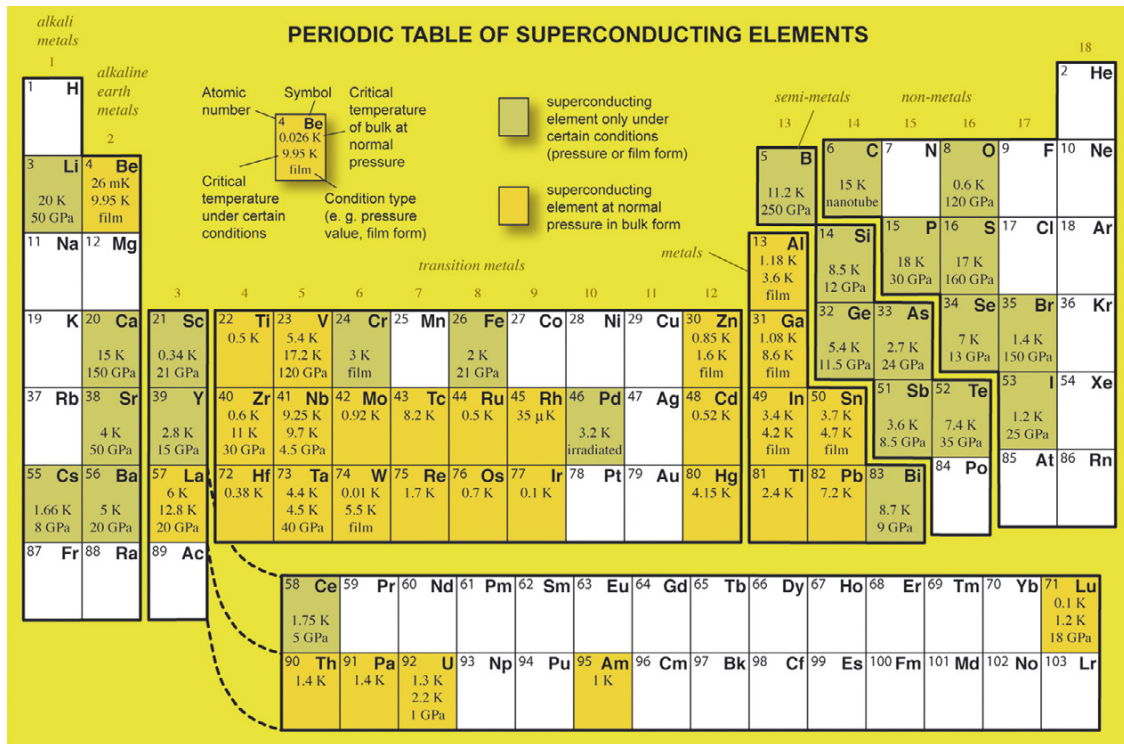 PERIODIC TABLE OF SUPERCONDUCTING ELEMENTS
alkali
metals
1
alkaline
earth
metals
2
Atomic
number
Symbol
Critical
temperature
of bulk at
normal
pressure
4 Be
0.026 K
9.95 K
film
Critical
temperature
under certain
conditions
Condition type
(e. g. pressure
value, film form)
superconducting
element only under
certain conditions
(pressure or film form)
superconducting
element at normal
pressure in bulk form
semi-metals
non-metals
metals
transition metals
18
13 14 15 16 17
3 4 5 6 7 8 9 10 11 12
1 H
2 He
3 Li
20 K
50 GPa
4 Be
26 mK
9.95 K
film
5 B
11.2 K
250 GPa
6 C
15 K
nanotube
7 N
8 O
0.6 K
120 GPa
9 F
10 Ne
11 Na
12 Mg
13 Al
1.18 K
3.6 K
film
14 Si
8.5 K
12 GPa
15 P
18 K
30 GPa
16 S
17 K
160 GPa
17 Cl
18 Ar
19 K
20 Ca
15 K
150 GPa
21 Sc
0.34 K
21 GPa
22 Ti
0.5 K
23 V
5.4 K
17.2 K
120 GPa
24 Cr
3 K
film
25 Mn
26 Fe
2 K
21 GPa
27 Co
28 Ni
29 Cu
30 Zn
0.85 K
1.6 K
film
31 Ga
1.08 K
8.6 K
film
32 Ge
5.4 K
11.5 GPa
33 As
2.7 K
24 GPa
34 Se
7 K
13 GPa
35 Br
1.4 K
150 GPa
36 Kr
37 Rb
38 Sr
4 K
50 GPa
39 Y
2.8 K
15 GPa
40 Zr
0.6 K
11 K
30 GPa
41 Nb
9.25 K
9.7 K
4.5 GPa
42 Mo
0.92 K
43 Tc
8.2 K
44 Ru
0.5 K
45 Rh
35 μK
46 Pd
3.2 K
irradiated
47 Ag
48 Cd
0.52 K
49 In
3.4 K
4.2 K
film
50 Sn
3.7 K
4.7 K
film
51 Sb
3.6 K
8.5 GPa
52 Te
7.4 K
35 GPa
53 I
1.2 K
25 GPa
54 Xe
55 Cs
1.66 K
8 GPa
56 Ba
5 K
20 GPa
57 La
6 K
12.8 K
20 GPa
72 Hf
0.38 K
73 Ta
4.4 K
4.5 K
40 GPa
74 W
0.01 K
5.5 K
film
75 Re
1.7 K
76 Os
0.7 K
77 Ir
0.1 K
78 Pt
79 Au
80 Hg
4.15 K
81 Tl
2.4 K
82 Pb
7.2 K
83 Bi
8.7 K
9 GPa
84 Po
85 At
86 Rn
87 Fr
88 Ra
89 Ac
58 Ce
1.75 K
5 GPa
59 Pr
60 Nd
61 Pm
62 Sm
63 Eu
64 Gd
65 Tb
66 Dy
67 Ho
68 Er
69 Tm
70 Yb
71 Lu
0.1 K
1.2 K
18 GPa
90 Th
1.4 K
91 Pa
1.4 K
92 U
1.3 K
2.2 K
1 GPa
93 Np
94 Pu
95 Am
1 K
96 Cm
97 Bk
98 Cf
99 Es
100 Fm
101 Md
102 No
103 Lr